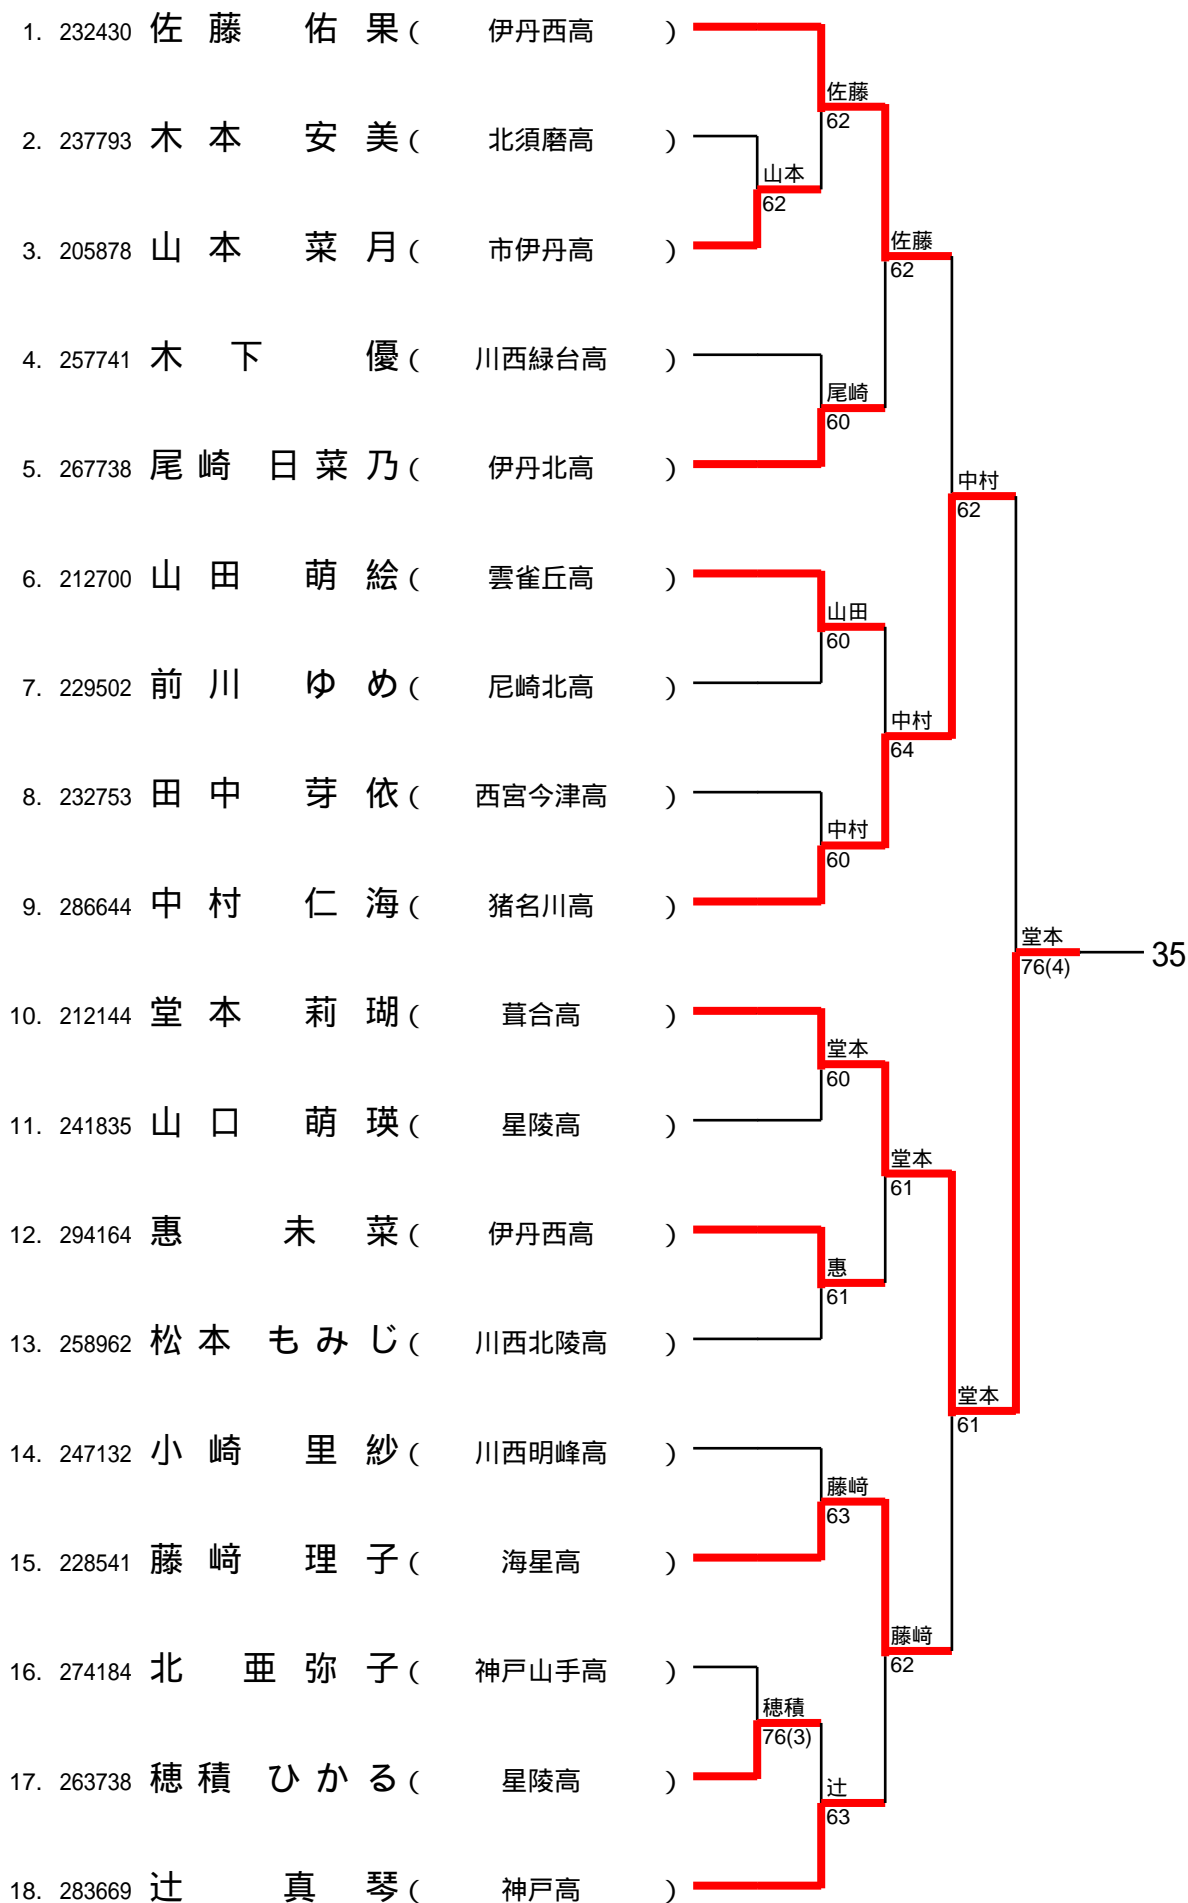 1. 232430 佐藤 佑果 ( 伊丹西高 )
佐藤
62
2. 237793 木本 安美 ( 北須磨高 )
山本
62
3. 205878 山本 菜月 ( 市伊丹高 )
佐藤
62
4. 257741 木下 優 ( 川西緑台高 )
尾崎
60
5. 267738 尾崎 日菜乃 ( 伊丹北高 )
中村
62
6. 212700 山田 萌絵 ( 雲雀丘高 )
山田
60
7. 229502 前川 ゆめ ( 尼崎北高 )
中村
64
8. 232753 田中 芽依 ( 西宮今津高 )
中村
60
9. 286644 中村 仁海 ( 猪名川高 )
堂本
76(4)
35
10. 212144 堂本 莉瑚 ( 葺合高 )
堂本
60
11. 241835 山口 萌瑛 ( 星陵高 )
堂本
61
12. 294164 惠 未菜 ( 伊丹西高 )
惠
61
13. 258962 松本 もみじ ( 川西北陵高 )
堂本
61
14. 247132 小崎 里紗 ( 川西明峰高 )
藤﨑
63
15. 228541 藤﨑 理子 ( 海星高 )
藤﨑
62
16. 274184 北 亜弥子 ( 神戸山手高 )
穂積
76(3)
17. 263738 穂積 ひかる ( 星陵高 )
辻
63
18. 283669 辻 真琴 ( 神戸高 )